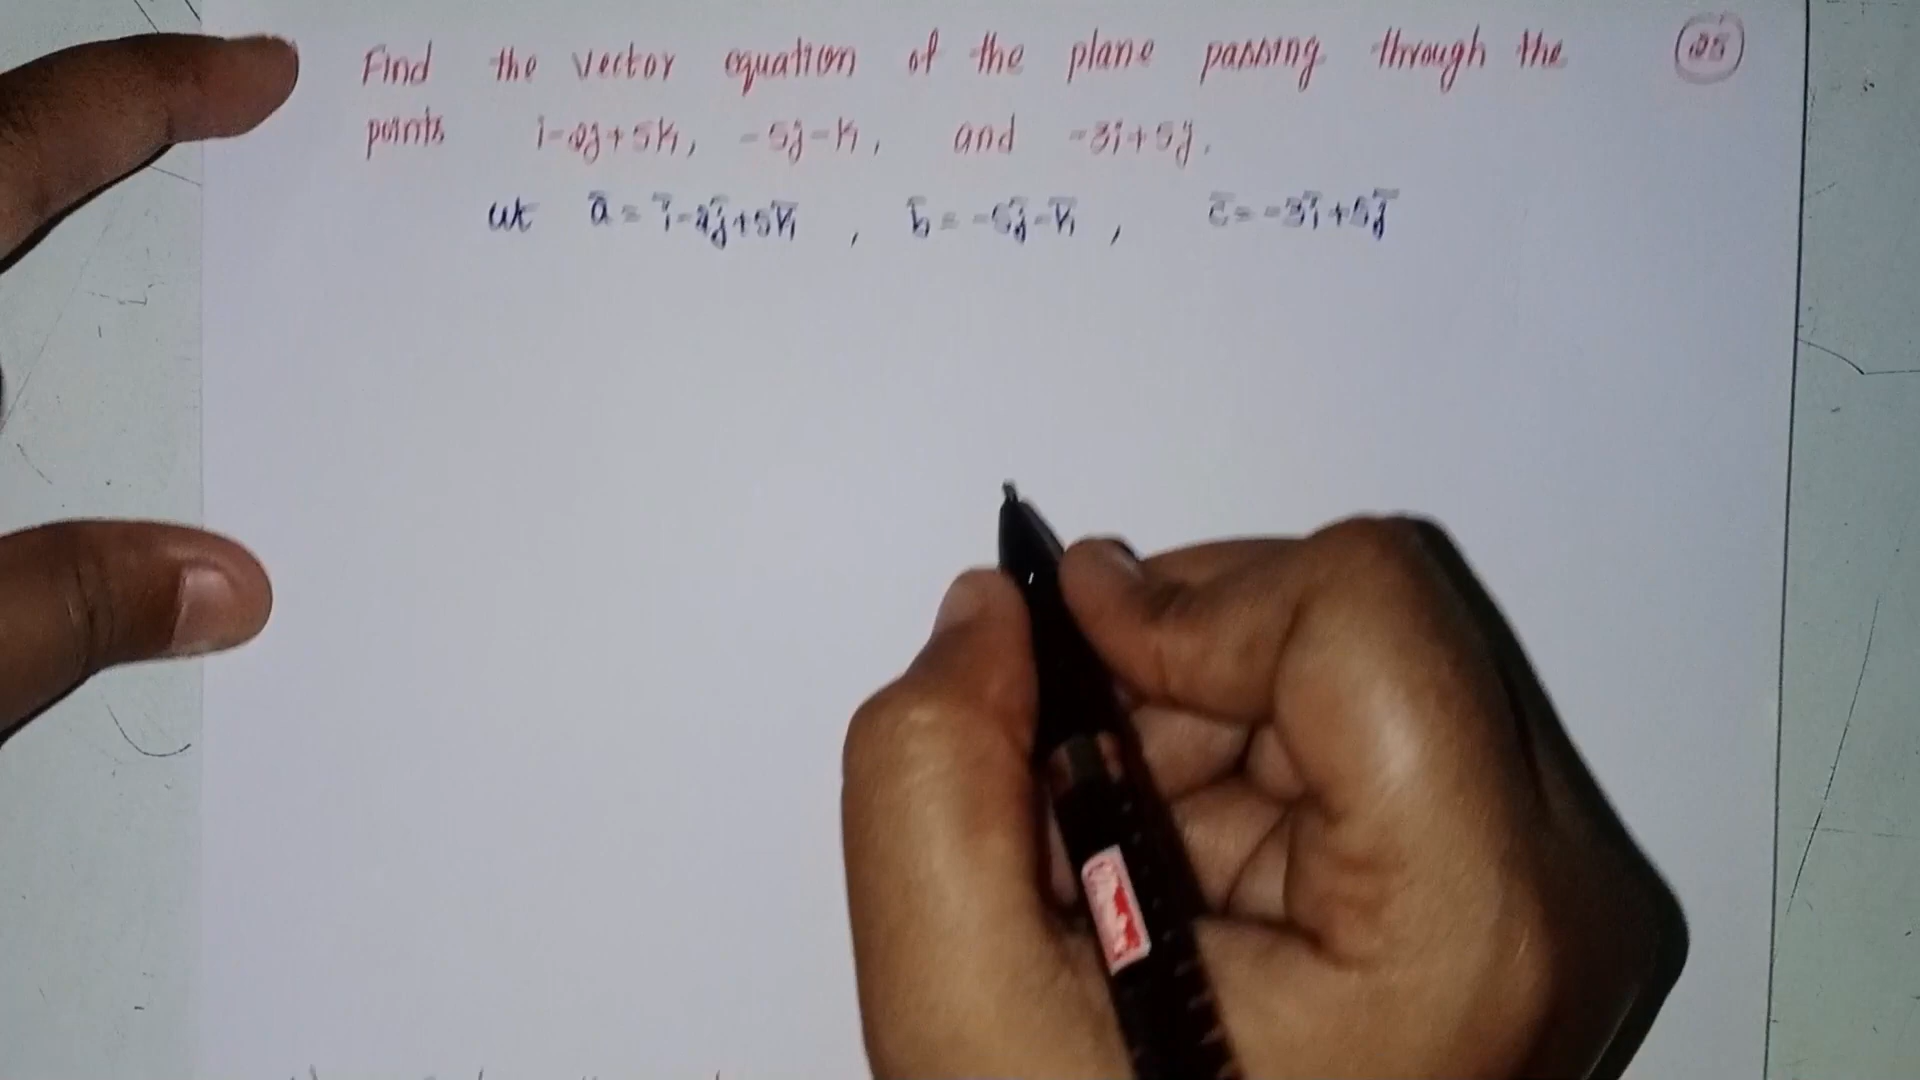 Find the vector equation of the plane passing through the
points i-2j+5k, -5j-k, and -3i+5j.
let a̅ = i̅-2j̅+5k̅ , b̅ = -5j̅-k̅ , c̅ = -3i̅+5j̅